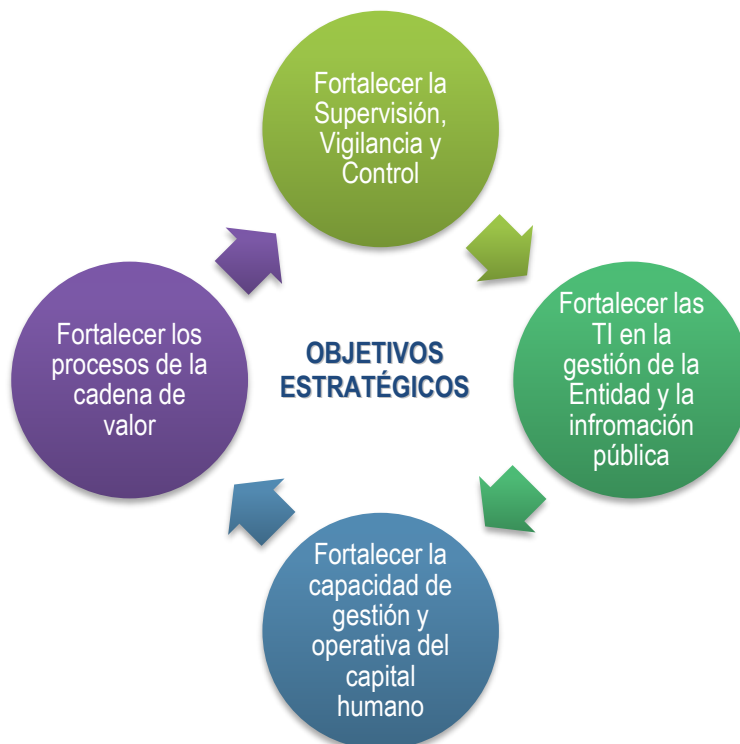 Fortalecer la
Supervisión,
Vigilancia y
Control
Fortalecer las
TI en la
gestión de la
Entidad y la
infromación
pública
Fortalecer la
capacidad de
gestión y
operativa del
capital
humano
Fortalecer los
procesos de la
cadena de
valor
OBJETIVOS
ESTRATÉGICOS